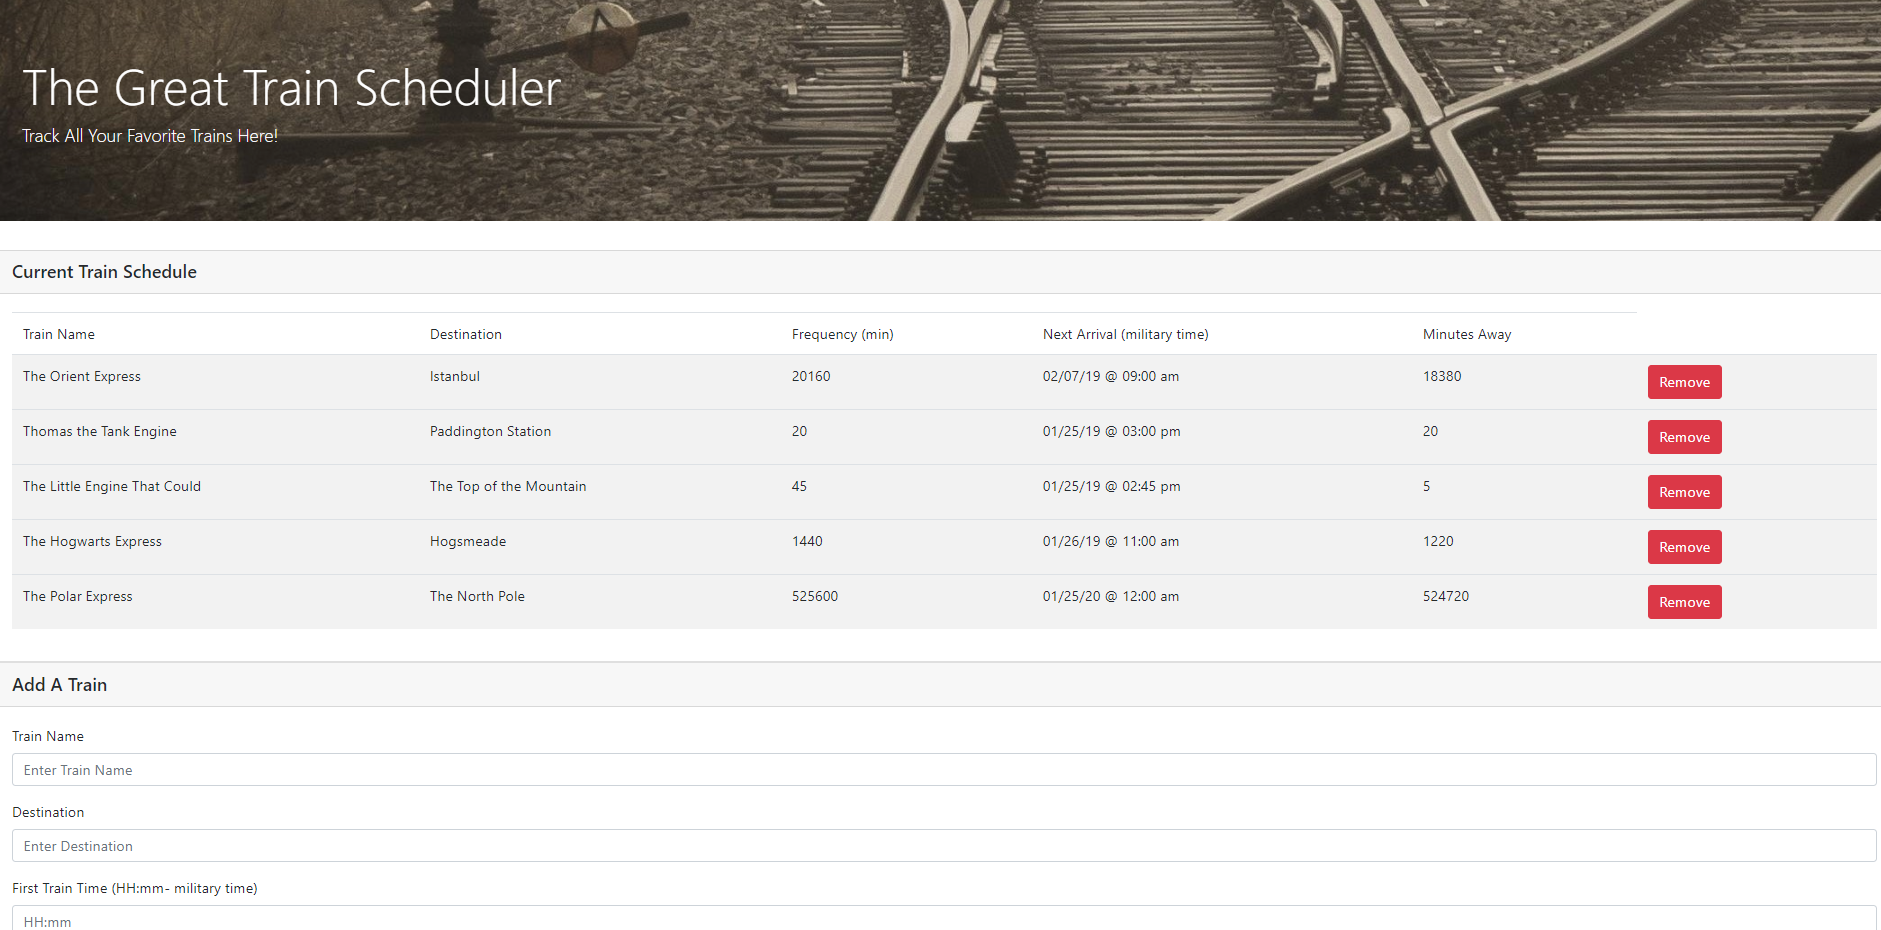 The Great Train Scheduler
Track All Your Favorite Trains Here!
Current Train Schedule
Train Name Destination Frequency (min) Next Arrival (military time) Minutes Away
The Orient Express Istanbul 20160 02/07/19 @ 09:00 am 18380 Remove
Thomas the Tank Engine Paddington Station 20 01/25/19 @ 03:00 pm 20 Remove
The Little Engine That Could The Top of the Mountain 45 01/25/19 @ 02:45 pm 5 Remove
The Hogwarts Express Hogsmeade 1440 01/26/19 @ 11:00 am 1220 Remove
The Polar Express The North Pole 525600 01/25/20 @ 12:00 am 524720 Remove
Add A Train
Train Name
Enter Train Name
Destination
Enter Destination
First Train Time (HH:mm- military time)
HH:mm